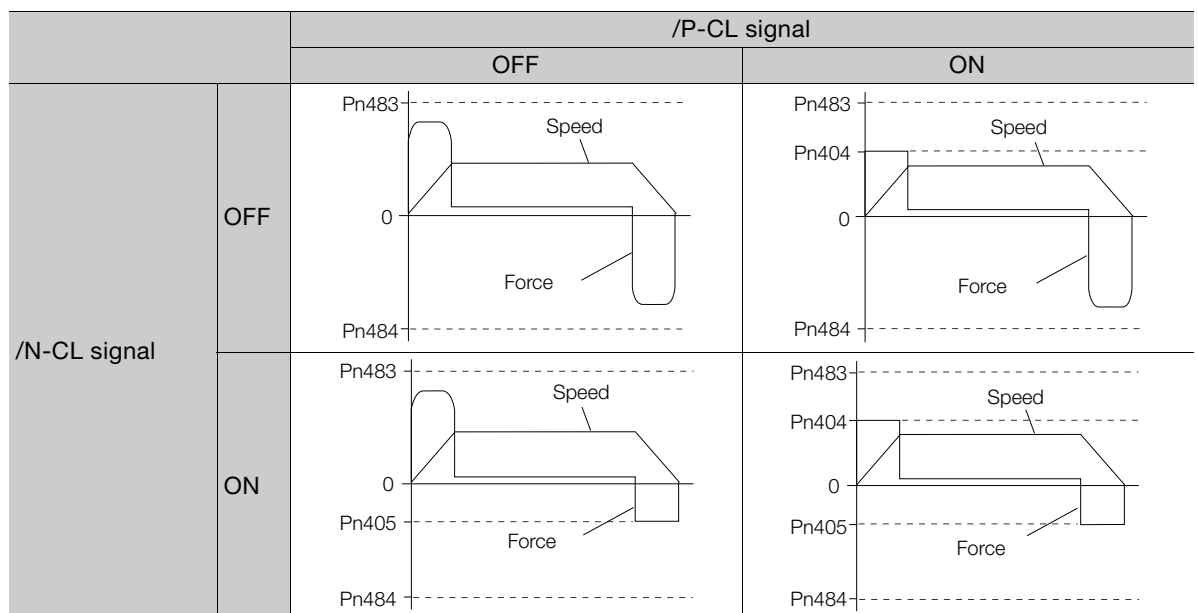 /P-CL signal
OFF
ON
/N-CL signal
OFF
Pn483
Speed
0
Force
Pn484
Pn483
Speed
Pn404
0
Force
Pn484
ON
Pn483
Speed
0
Pn405
Force
Pn484
Pn483
Speed
Pn404
0
Pn405
Force
Pn484